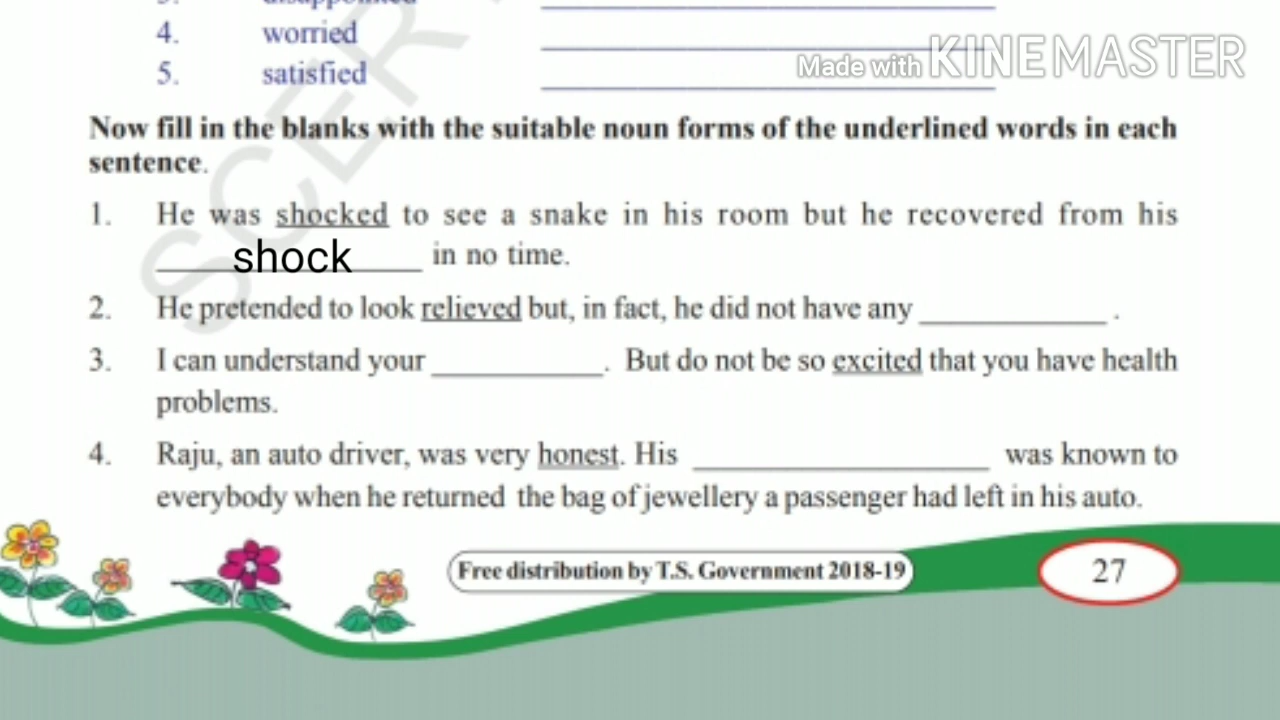 3. disappointed
4. worried
5. satisfied
Made with KINEMASTER
Now fill in the blanks with the suitable noun forms of the underlined words in each
sentence.
1. He was shocked to see a snake in his room but he recovered from his
shock in no time.
2. He pretended to look relieved but, in fact, he did not have any ____________ .
3. I can understand your ____________. But do not be so excited that you have health
problems.
4. Raju, an auto driver, was very honest. His ____________________ was known to
everybody when he returned the bag of jewellery a passenger had left in his auto.
SCER
Free distribution by T.S. Government 2018-19
27